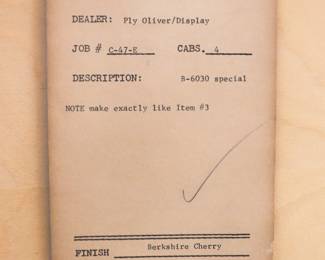 DEALER: Ply Oliver/Display
JOB # C-47-E CABS. 4
DESCRIPTION: B-6030 special
NOTE make exactly like Item #3
Berkshire Cherry
FINISH